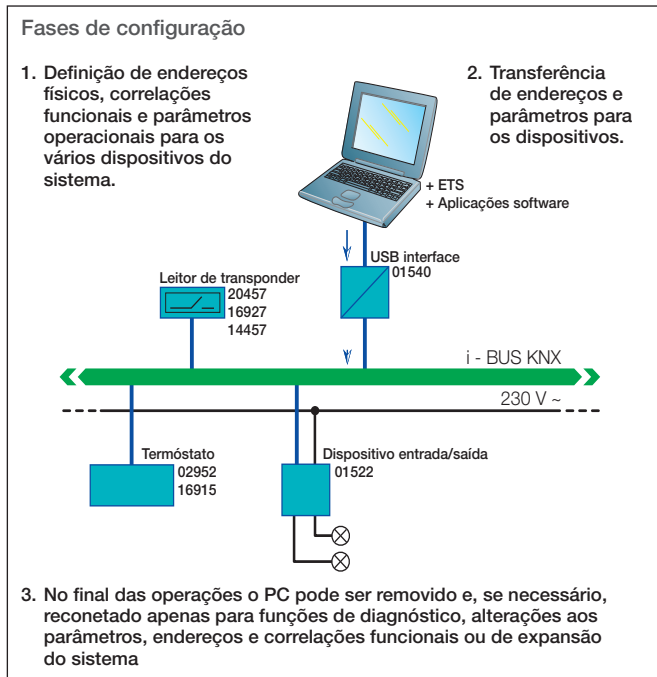 Fases de configuração
1. Definição de endereços
físicos, correlações
funcionais e parâmetros
operacionais para os
vários dispositivos do
sistema.
2. Transferência
de endereços e
parâmetros para
os dispositivos.
+ ETS
+ Aplicações software
USB interface
01540
Leitor de transponder
20457
16927
14457
i - BUS KNX
230 V ~
Termóstato
02952
16915
Dispositivo entrada/saída
01522
3. No final das operações o PC pode ser removido e, se necessário,
reconetado apenas para funções de diagnóstico, alterações aos
parâmetros, endereços e correlações funcionais ou de expansão
do sistema